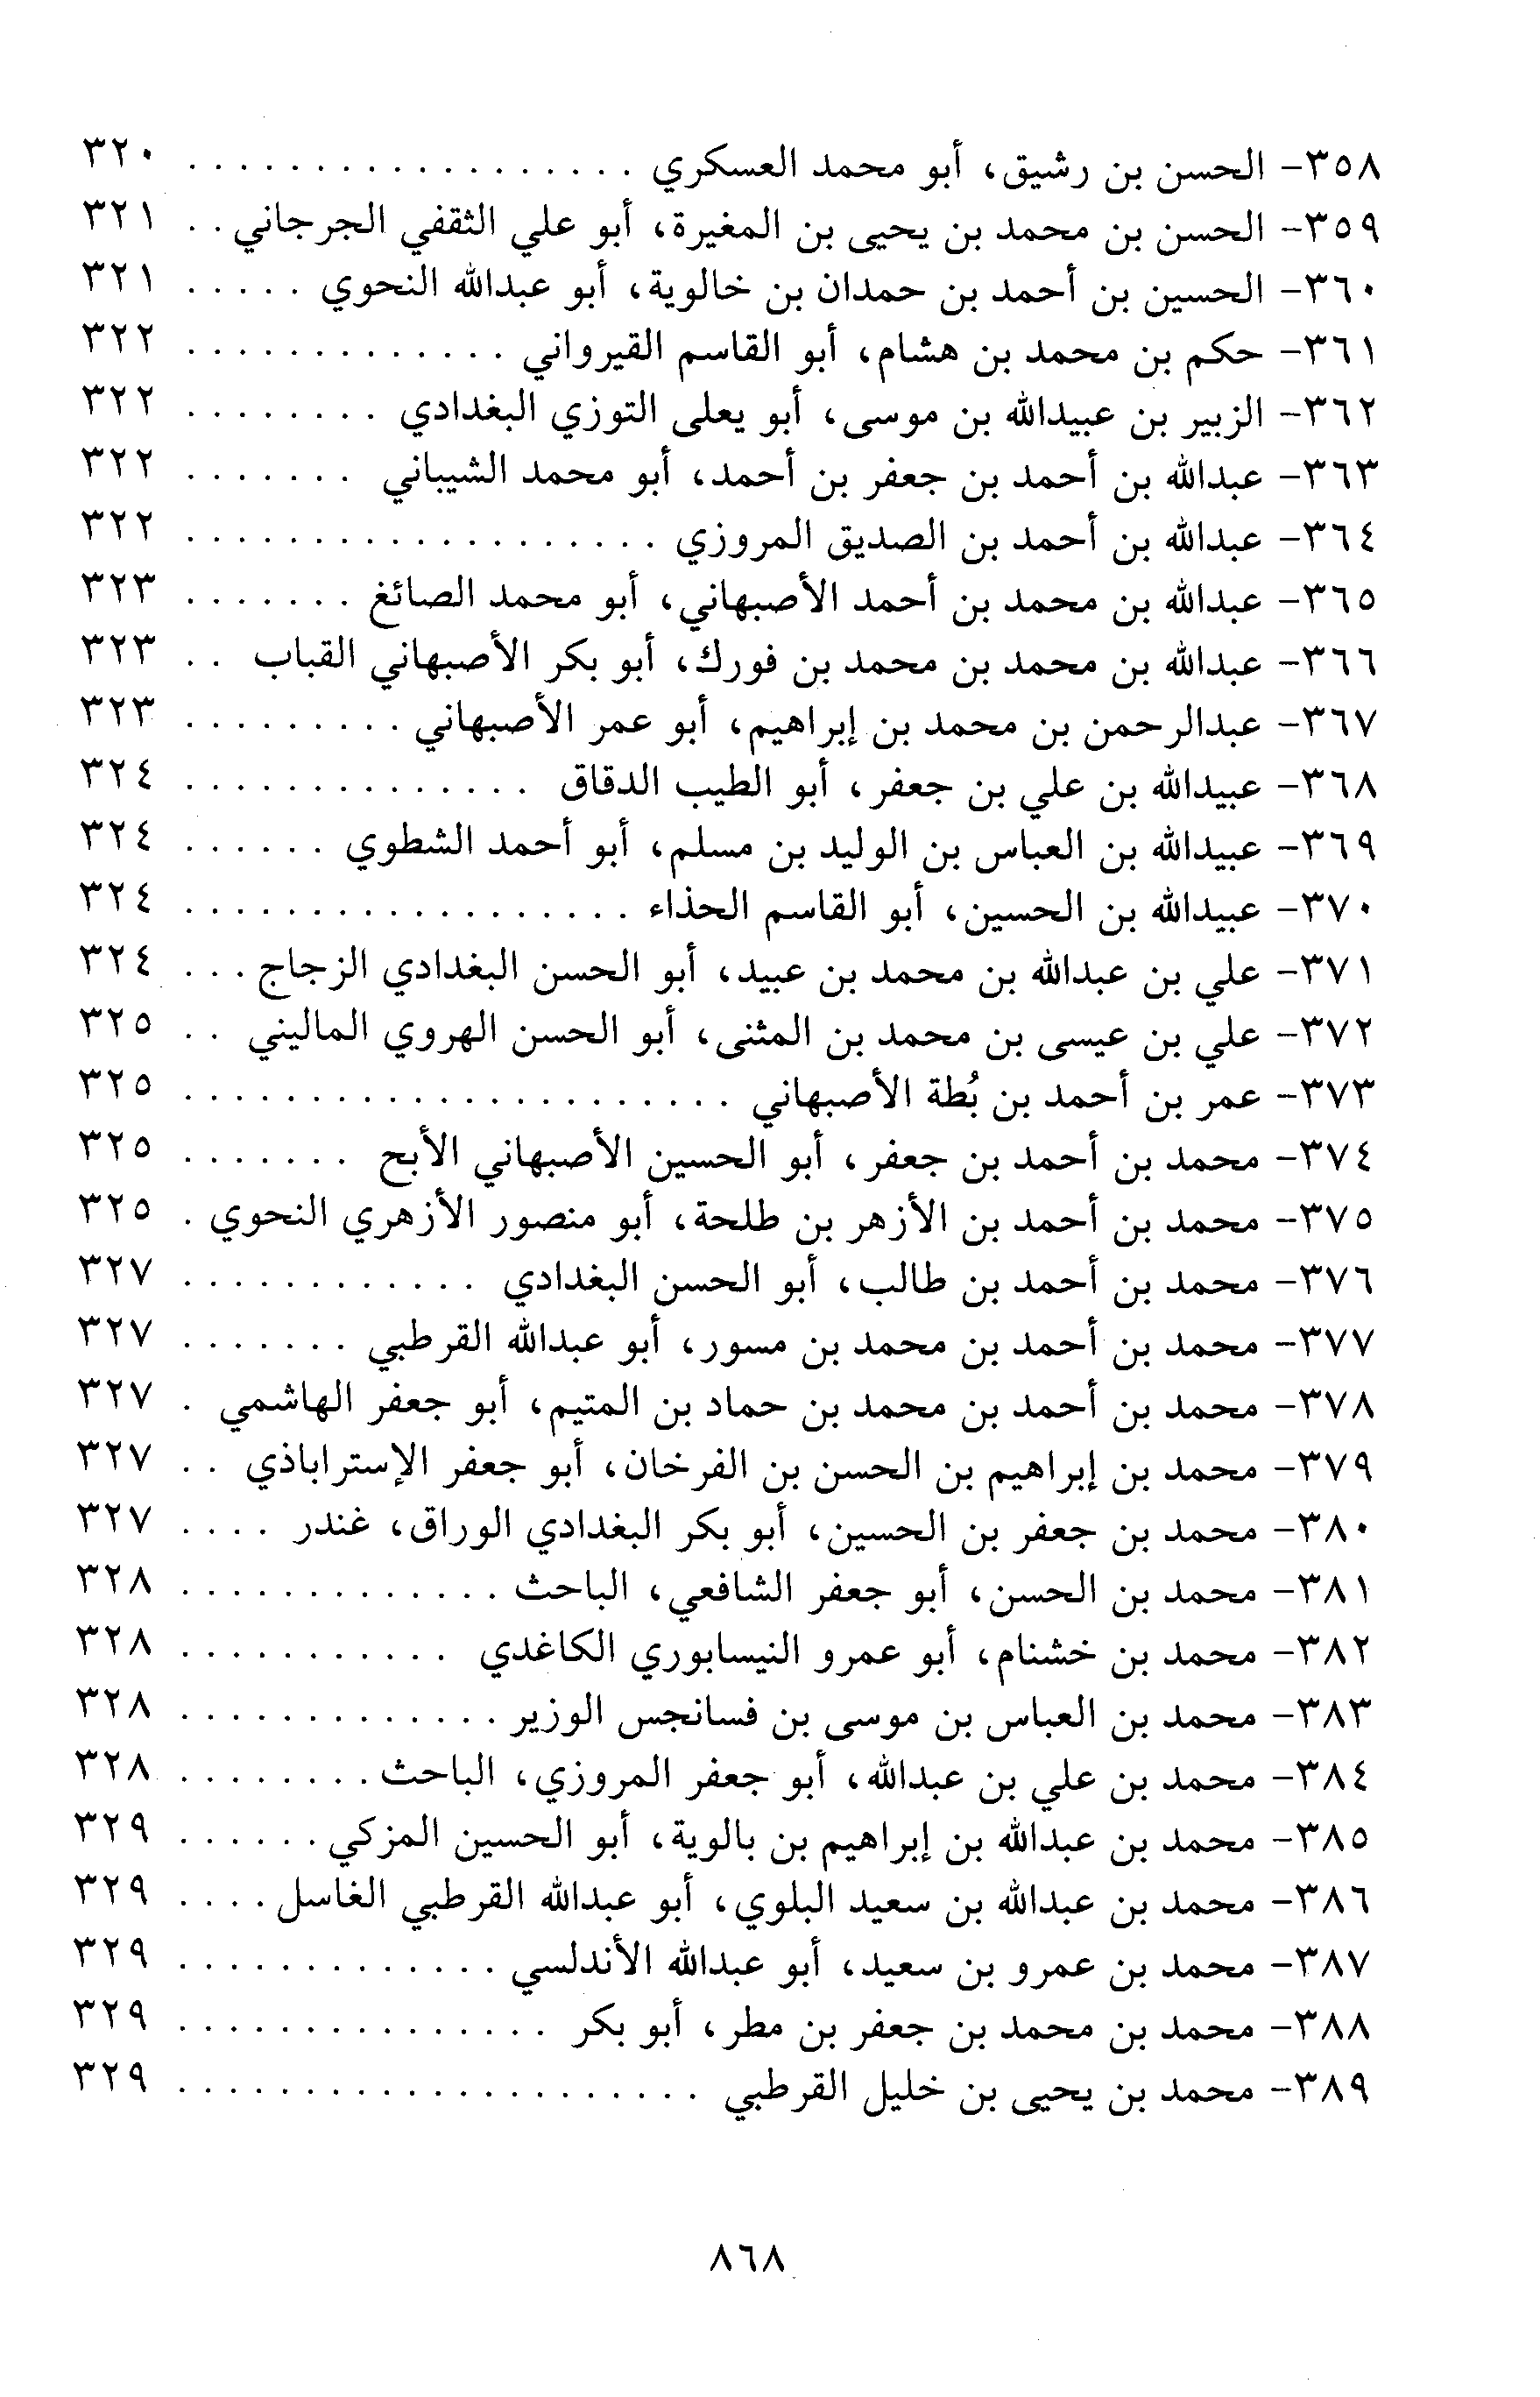 ٣٥٨- الحسن بن رشيق، أبو محمد العسكري . . . . . . . . . . . . . . . . . . ٣٢٠
٣٥٩- الحسن بن محمد بن يحيى بن المغيرة، أبو علي الثقفي الجرجاني . . ٣٢١
٣٦٠- الحسين بن أحمد بن حمدان بن خالوية، أبو عبدالله النحوي . . . . . ٣٢١
٣٦١- حكم بن محمد بن هشام، أبو القاسم القيرواني . . . . . . . . . . . . . ٣٢٢
٣٦٢- الزبير بن عبيدالله بن موسى، أبو يعلى التوزي البغدادي . . . . . . . . ٣٢٢
٣٦٣- عبدالله بن أحمد بن جعفر بن أحمد، أبو محمد الشيباني . . . . . . . ٣٢٢
٣٦٤- عبدالله بن أحمد بن الصديق المروزي . . . . . . . . . . . . . . . . . . . ٣٢٢
٣٦٥- عبدالله بن محمد بن أحمد الأصبهاني، أبو محمد الصائغ . . . . . . . ٣٢٣
٣٦٦- عبدالله بن محمد بن محمد بن فورك، أبو بكر الأصبهاني القباب . . ٣٢٣
٣٦٧- عبدالرحمن بن محمد بن إبراهيم، أبو عمر الأصبهاني . . . . . . . . . ٣٢٣
٣٦٨- عبيدالله بن علي بن جعفر، أبو الطيب الدقاق . . . . . . . . . . . . . . ٣٢٤
٣٦٩- عبيدالله بن العباس بن الوليد بن مسلم، أبو أحمد الشطوي . . . . . . ٣٢٤
٣٧٠- عبيدالله بن الحسين، أبو القاسم الحذاء . . . . . . . . . . . . . . . . . . ٣٢٤
٣٧١- علي بن عبدالله بن محمد بن عبيد، أبو الحسن البغدادي الزجاج . . . ٣٢٤
٣٧٢- علي بن عيسى بن محمد بن المثنى، أبو الحسن الهروي الماليني . . ٣٢٥
٣٧٣- عمر بن أحمد بن بُطة الأصبهاني . . . . . . . . . . . . . . . . . . . . . . ٣٢٥
٣٧٤- محمد بن أحمد بن جعفر، أبو الحسين الأصبهاني الأبح . . . . . . . ٣٢٥
٣٧٥- محمد بن أحمد بن الأزهر بن طلحة، أبو منصور الأزهري النحوي . ٣٢٥
٣٧٦- محمد بن أحمد بن طالب، أبو الحسن البغدادي . . . . . . . . . . . . ٣٢٧
٣٧٧- محمد بن أحمد بن محمد بن مسور، أبو عبدالله القرطبي . . . . . . . ٣٢٧
٣٧٨- محمد بن أحمد بن محمد بن حماد بن المتيم، أبو جعفر الهاشمي . ٣٢٧
٣٧٩- محمد بن إبراهيم بن الحسن بن الفرخان، أبو جعفر الإستراباذي . . ٣٢٧
٣٨٠- محمد بن جعفر بن الحسين، أبو بكر البغدادي الوراق، غندر . . . . ٣٢٧
٣٨١- محمد بن الحسن، أبو جعفر الشافعي، الباحث . . . . . . . . . . . . . ٣٢٨
٣٨٢- محمد بن خشنام، أبو عمرو النيسابوري الكاغدي . . . . . . . . . . . ٣٢٨
٣٨٣- محمد بن العباس بن موسى بن فسانجس الوزير . . . . . . . . . . . . . ٣٢٨
٣٨٤- محمد بن علي بن عبدالله، أبو جعفر المروزي، الباحث . . . . . . . . ٣٢٨
٣٨٥- محمد بن عبدالله بن إبراهيم بن بالوية، أبو الحسين المزكي . . . . . . ٣٢٩
٣٨٦- محمد بن عبدالله بن سعيد البلوي، أبو عبدالله القرطبي الغاسل . . . . ٣٢٩
٣٨٧- محمد بن عمرو بن سعيد، أبو عبدالله الأندلسي . . . . . . . . . . . . . ٣٢٩
٣٨٨- محمد بن محمد بن جعفر بن مطر، أبو بكر . . . . . . . . . . . . . . . ٣٢٩
٣٨٩- محمد بن يحيى بن خليل القرطبي . . . . . . . . . . . . . . . . . . . . . ٣٢٩
٨٦٨